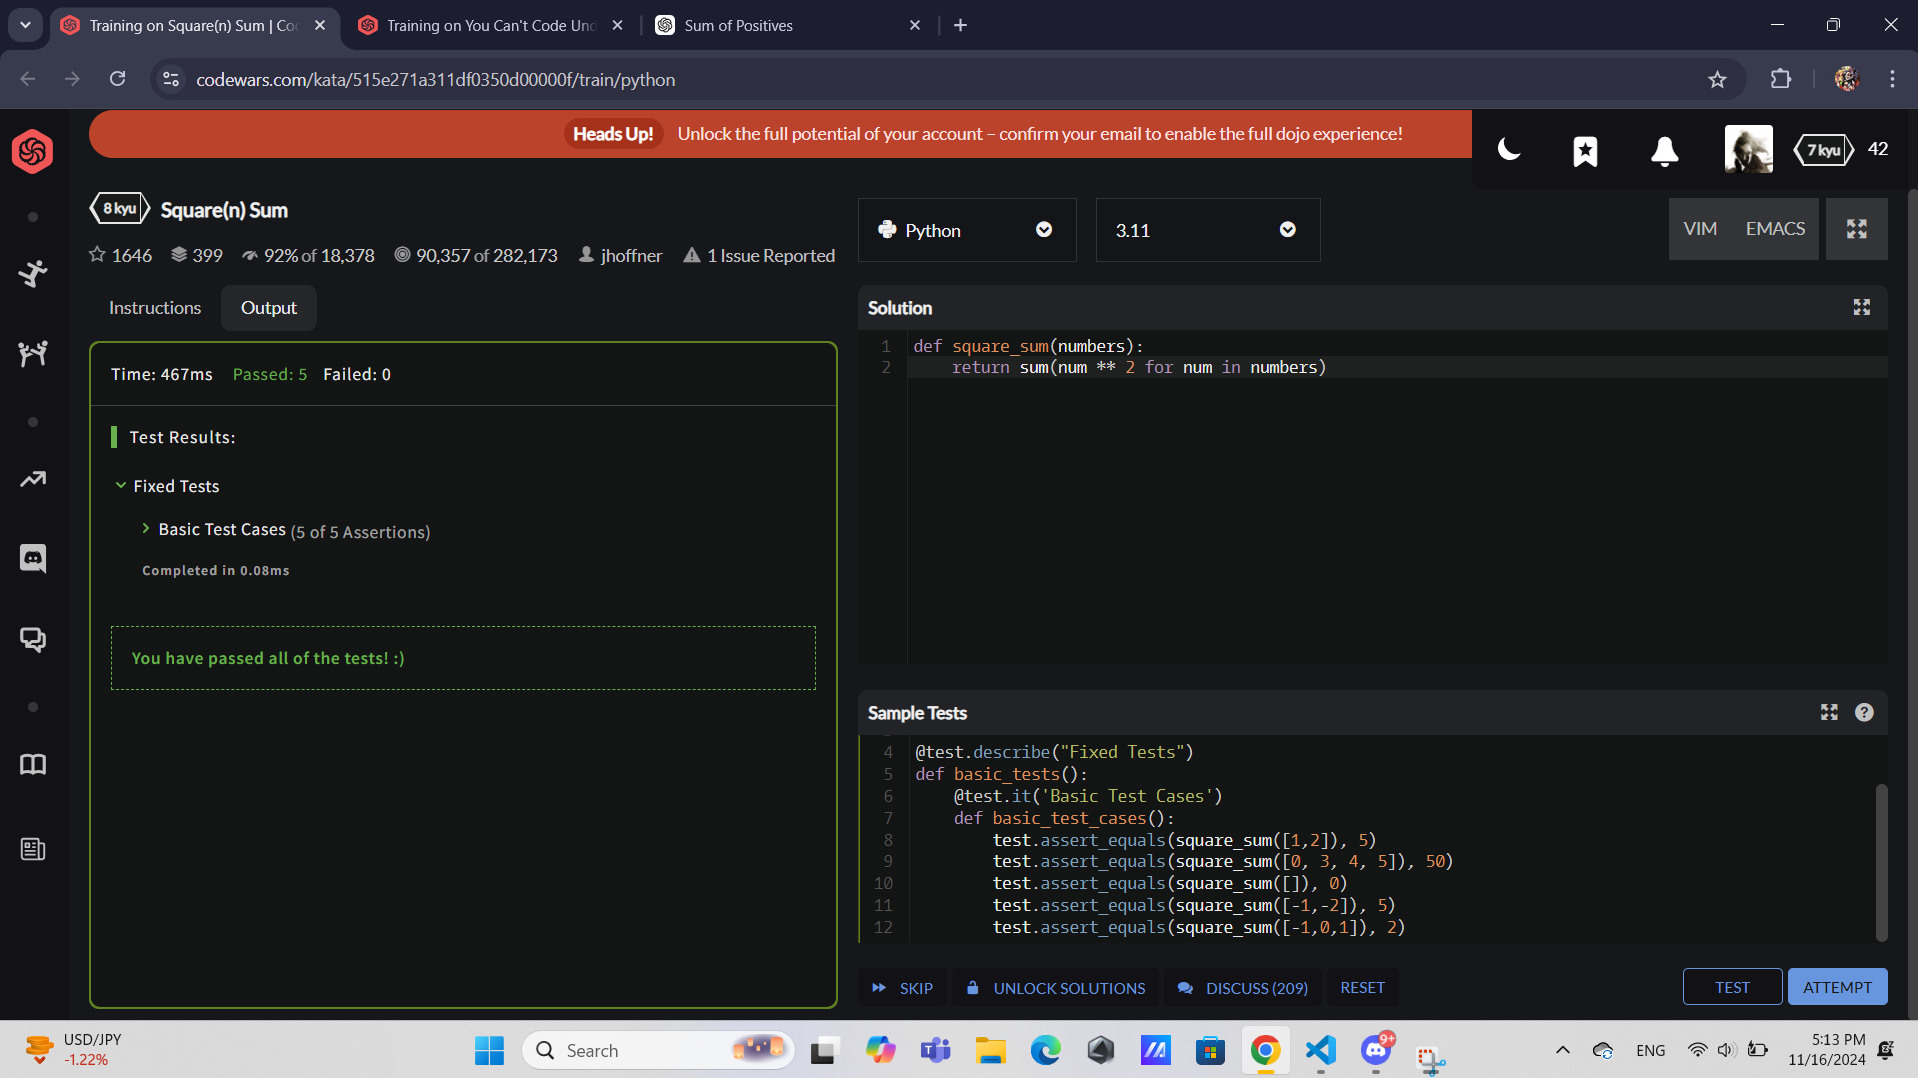 Training on Square(n) Sum | Co
Training on You Can't Code Und
Sum of Positives
codewars.com/kata/515e271a311df0350d00000f/train/python
Heads Up! Unlock the full potential of your account – confirm your email to enable the full dojo experience!
7 kyu 42
8 kyu Square(n) Sum
1646 399 92% of 18,378 90,357 of 282,173 jhoffner 1 Issue Reported
Python
3.11
VIM EMACS
Instructions Output
Time: 467ms Passed: 5 Failed: 0
Test Results:
Fixed Tests
Basic Test Cases (5 of 5 Assertions)
Completed in 0.08ms
You have passed all of the tests! :)
Solution
1 def square_sum(numbers):
2     return sum(num ** 2 for num in numbers)
Sample Tests
4 @test.describe("Fixed Tests")
5 def basic_tests():
6     @test.it('Basic Test Cases')
7     def basic_test_cases():
8         test.assert_equals(square_sum([1,2]), 5)
9         test.assert_equals(square_sum([0, 3, 4, 5]), 50)
10         test.assert_equals(square_sum([]), 0)
11         test.assert_equals(square_sum([-1,-2]), 5)
12         test.assert_equals(square_sum([-1,0,1]), 2)
SKIP UNLOCK SOLUTIONS DISCUSS (209) RESET
TEST ATTEMPT
USD/JPY
-1.22%
Search
9+
ENG
5:13 PM
11/16/2024